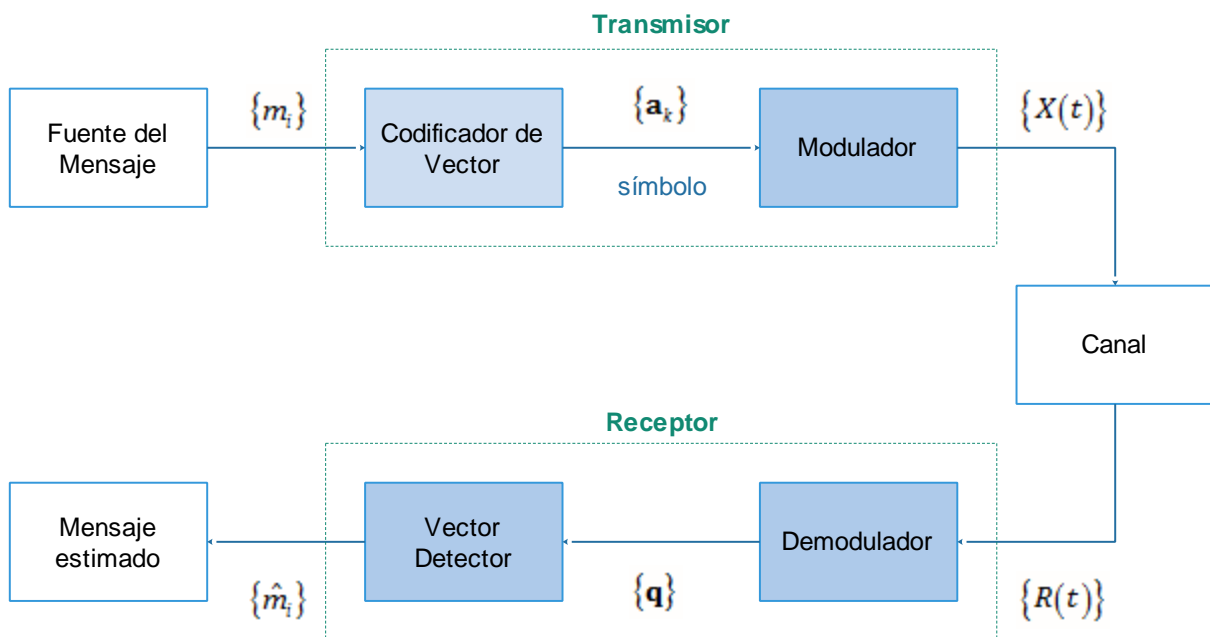 Transmisor
Fuente del
Mensaje
{m_i}
Codificador de
Vector
{a_k}
símbolo
Modulador
{X(t)}
Canal
Receptor
Mensaje
estimado
{m̂_i}
Vector
Detector
{q}
Demodulador
{R(t)}